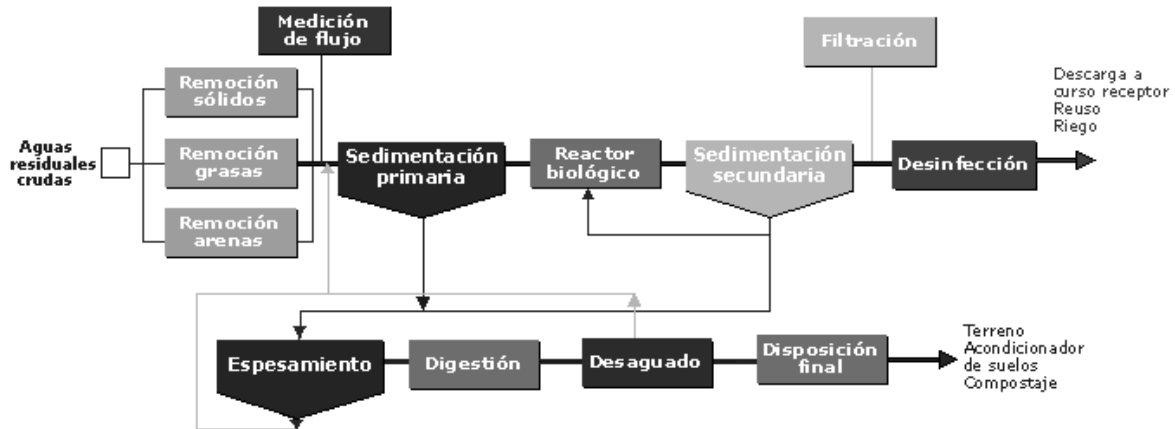 Medición
de flujo
Filtración
Remoción
sólidos
Descarga a
curso receptor
Reuso
Riego
Aguas
residuales
crudas
Remoción
grasas
Sedimentación
primaria
Reactor
biológico
Sedimentación
secundaria
Desinfección
Remoción
arenas
Espesamiento
Digestión
Desaguado
Disposición
final
Terreno
Acondicionador
de suelos
Compostaje